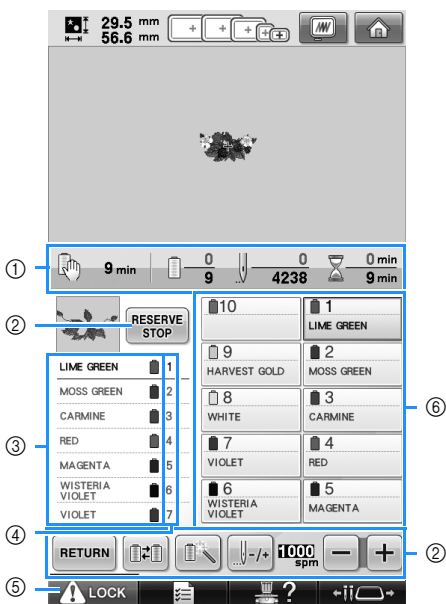 29.5 mm
56.6 mm
① 9 min 0 0 0 min
9 4238 9 min
② RESERVE
STOP
③
LIME GREEN 1
MOSS GREEN 2
CARMINE 3
RED 4
MAGENTA 5
WISTERIA
VIOLET 6
VIOLET 7
10
1
LIME GREEN
9
HARVEST GOLD
2
MOSS GREEN
8
WHITE
3
CARMINE
7
VIOLET
4
RED
6
WISTERIA
VIOLET
5
MAGENTA
⑥
④
RETURN -/+ 1000
spm − + ②
⑤ LOCK ?